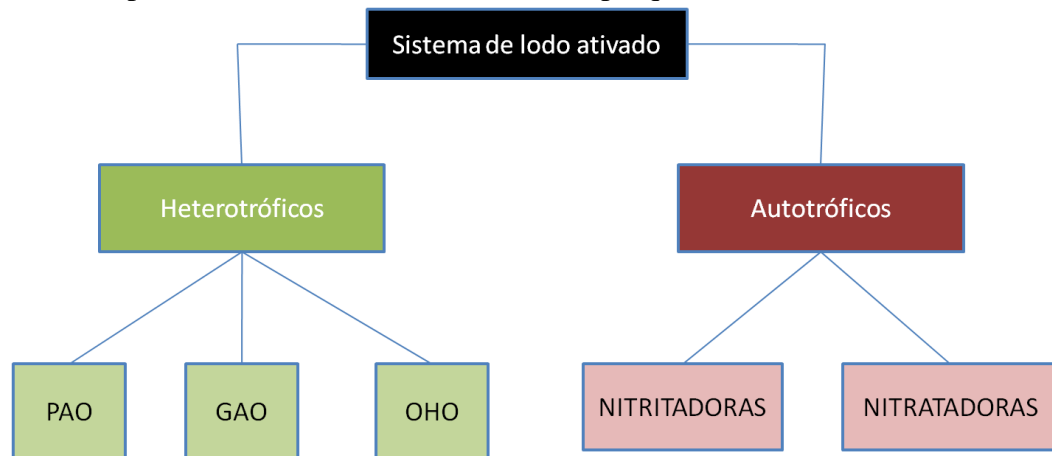 Sistema de lodo ativado
Heterotróficos
Autotróficos
PAO
GAO
OHO
NITRITADORAS
NITRATADORAS